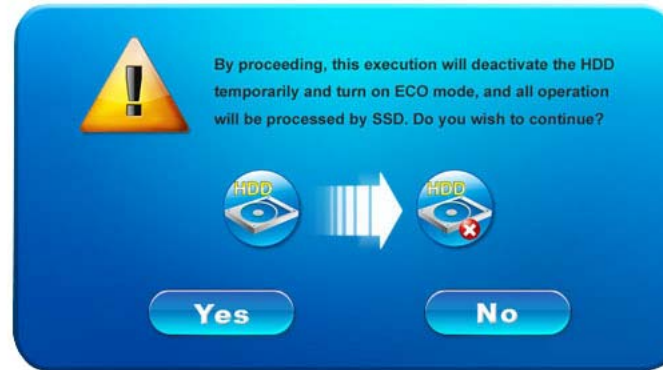 By proceeding, this execution will deactivate the HDD
temporarily and turn on ECO mode, and all operation
will be processed by SSD. Do you wish to continue?
HDD HDD
Yes No